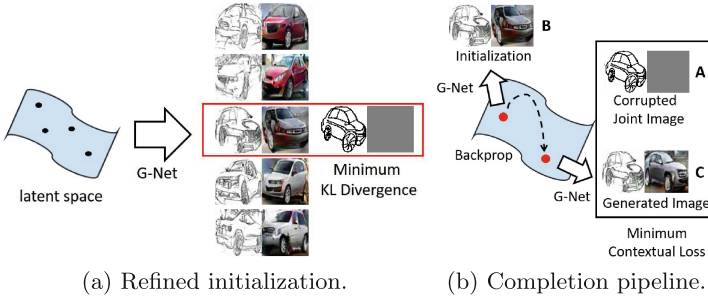 latent space
G-Net
Minimum
KL Divergence
(a) Refined initialization.
B
Initialization
G-Net
Backprop
G-Net
A
Corrupted
Joint Image
C
Generated Image
Minimum
Contextual Loss
(b) Completion pipeline.